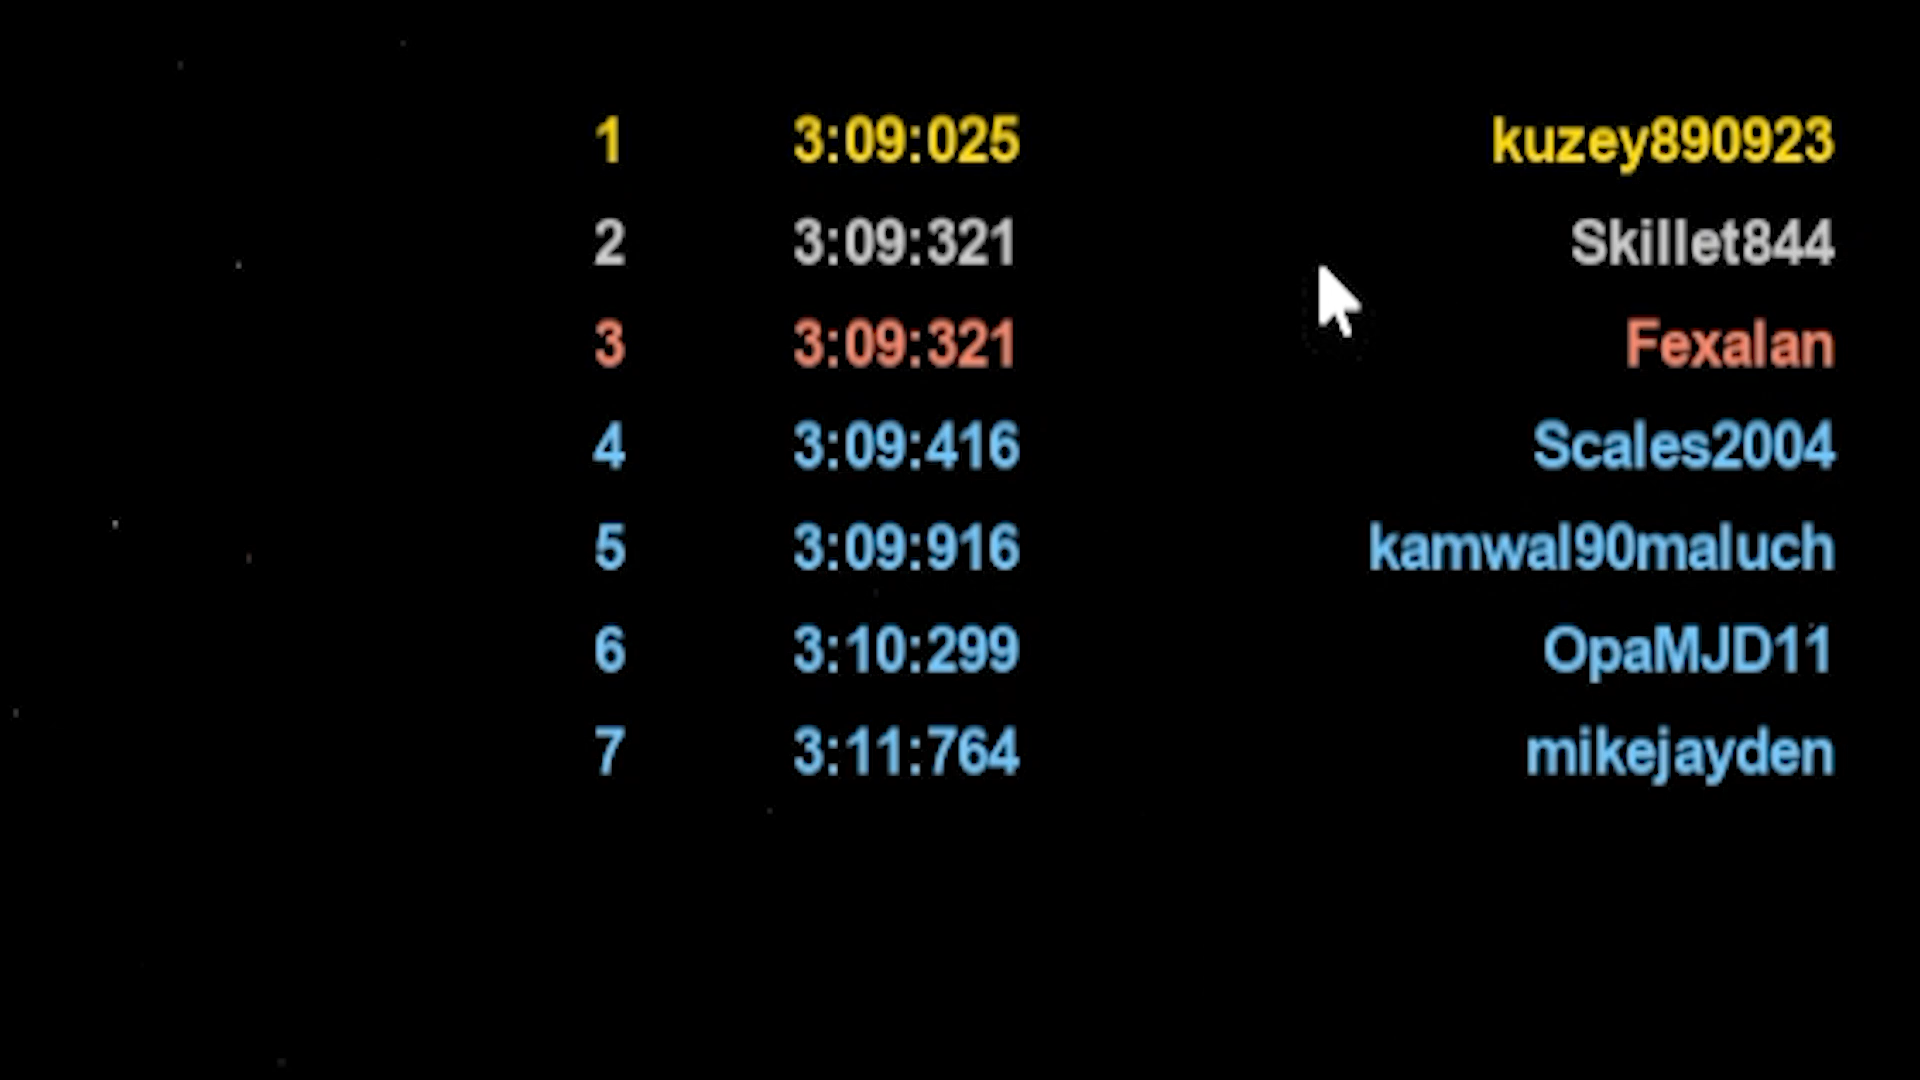 1 3:09:025 kuzey890923
2 3:09:321 Skillet844
3 3:09:321 Fexalan
4 3:09:416 Scales2004
5 3:09:916 kamwal90maluch
6 3:10:299 OpaMJD11
7 3:11:764 mikejayden